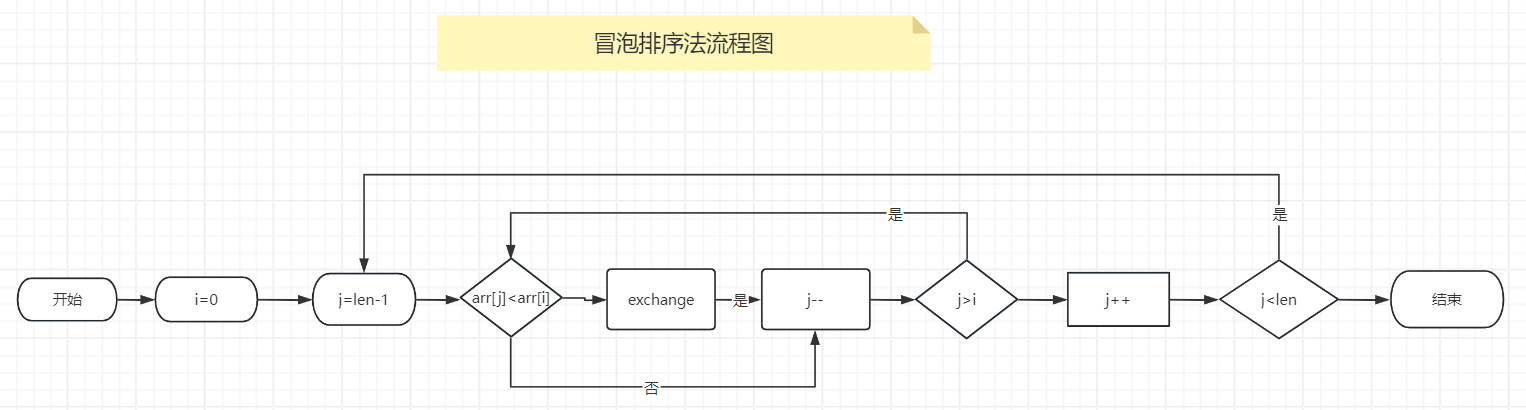 冒泡排序法流程图
是
是
开始
i=0
j=len-1
arr[j]<arr[i]
exchange
是
j--
j>i
j++
j<len
结束
否